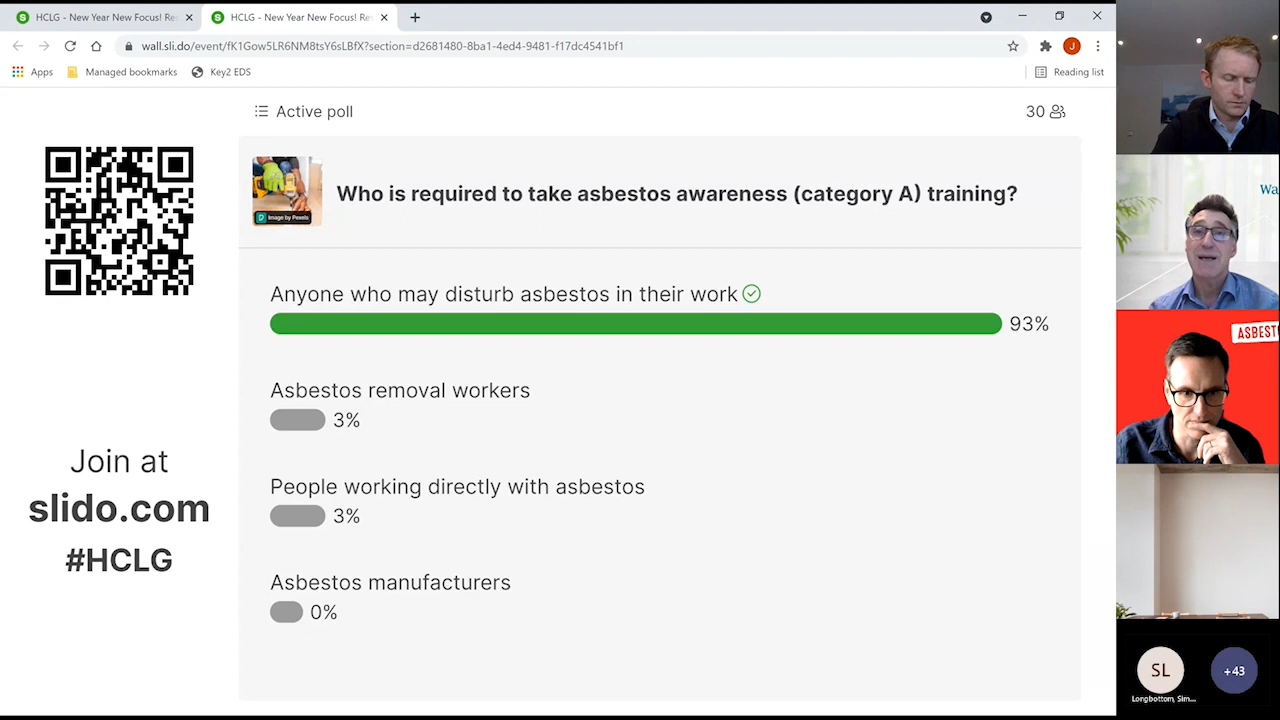 HCLG - New Year New Focus! Re
HCLG - New Year New Focus! Re
wall.sli.do/event/fK1Gow5LR6NM8tsY6sLBfX?section=d2681480-8ba1-4ed4-9481-f17dc4541bf1
J
Apps
Managed bookmarks
Key2 EDS
Reading list
Active poll
30
Image by Pexels
Who is required to take asbestos awareness (category A) training?
Anyone who may disturb asbestos in their work
93%
Asbestos removal workers
3%
People working directly with asbestos
3%
Asbestos manufacturers
0%
Join at
slido.com
#HCLG
Wa
ASBEST
SL
+43
Longbottom, Sim...